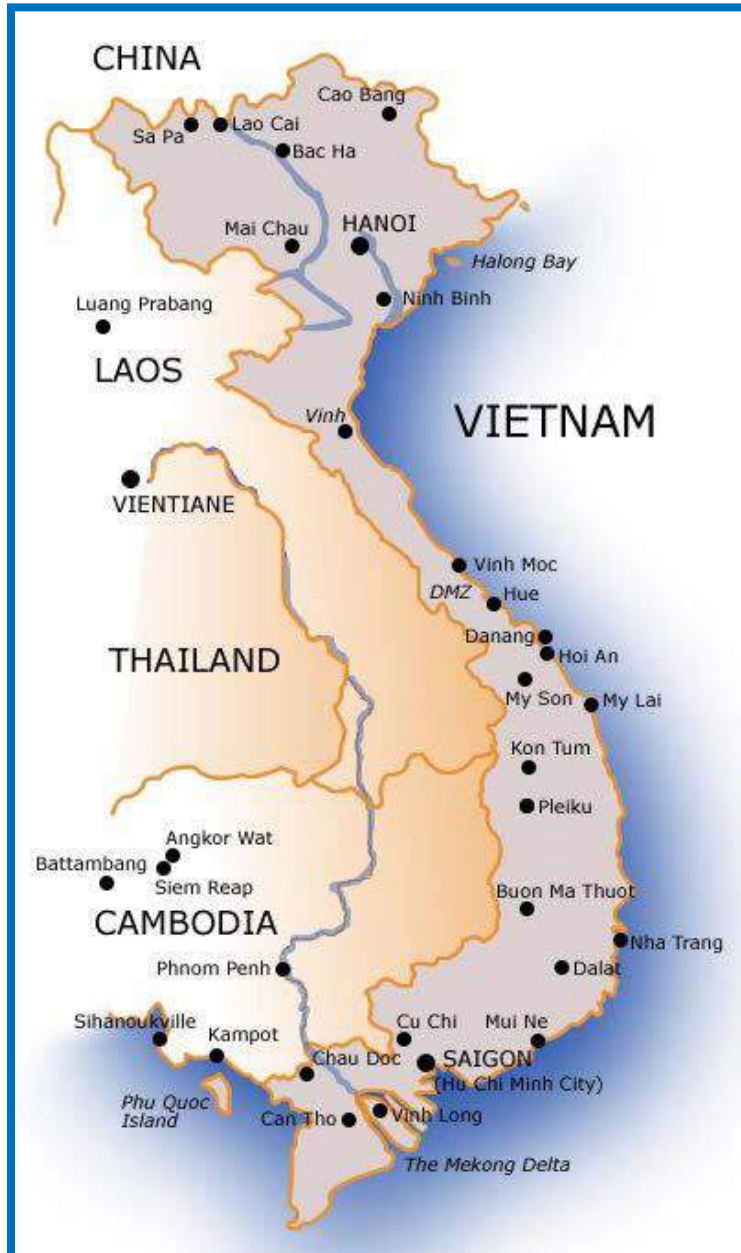 CHINA
Cao Bang
Sa Pa
Lao Cai
Bac Ha
Mai Chau
HANOI
Halong Bay
Luang Prabang
Ninh Binh
LAOS
Vinh
VIETNAM
VIENTIANE
Vinh Moc
DMZ
Hue
Danang
Hoi An
THAILAND
My Son
My Lai
Kon Tum
Pleiku
Angkor Wat
Battambang
Siem Reap
Buon Ma Thuot
CAMBODIA
Nha Trang
Phnom Penh
Dalat
Sihanoukville
Kampot
Cu Chi
Mui Ne
Chau Doc
SAIGON
(Hu Chi Minh City)
Phu Quoc
Island
Can Tho
Vinh Long
The Mekong Delta